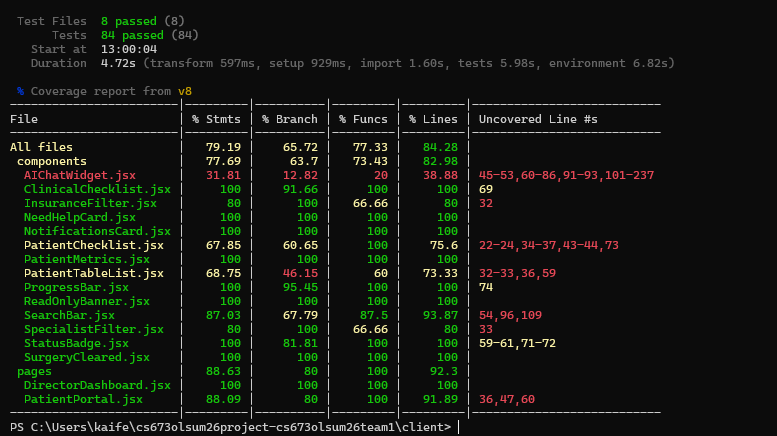 Test Files  8 passed (8)
Tests  84 passed (84)
Start at  13:00:04
Duration  4.72s (transform 597ms, setup 929ms, import 1.60s, tests 5.98s, environment 6.82s)
% Coverage report from v8
File | % Stmts | % Branch | % Funcs | % Lines | Uncovered Line #s
All files | 79.19 | 65.72 | 77.33 | 84.28 |
components | 77.69 | 63.7 | 73.43 | 82.98 |
AIChatWidget.jsx | 31.81 | 12.82 | 20 | 38.88 | 45-53,60-86,91-93,101-237
ClinicalChecklist.jsx | 100 | 91.66 | 100 | 100 | 69
InsuranceFilter.jsx | 80 | 100 | 66.66 | 80 | 32
NeedHelpCard.jsx | 100 | 100 | 100 | 100 |
NotificationsCard.jsx | 100 | 100 | 100 | 100 |
PatientChecklist.jsx | 67.85 | 60.65 | 100 | 75.6 | 22-24,34-37,43-44,73
PatientMetrics.jsx | 100 | 100 | 100 | 100 |
PatientTableList.jsx | 68.75 | 46.15 | 60 | 73.33 | 32-33,36,59
ProgressBar.jsx | 100 | 95.45 | 100 | 100 | 74
ReadOnlyBanner.jsx | 100 | 100 | 100 | 100 |
SearchBar.jsx | 87.03 | 67.79 | 87.5 | 93.87 | 54,96,109
SpecialistFilter.jsx | 80 | 100 | 66.66 | 80 | 33
StatusBadge.jsx | 100 | 81.81 | 100 | 100 | 59-61,71-72
SurgeryCleared.jsx | 100 | 100 | 100 | 100 |
pages | 88.63 | 80 | 100 | 92.3 |
DirectorDashboard.jsx | 100 | 100 | 100 | 100 |
PatientPortal.jsx | 88.09 | 80 | 100 | 91.89 | 36,47,60
PS C:\Users\kaife\cs673olsum26project-cs673olsum26team1\client>